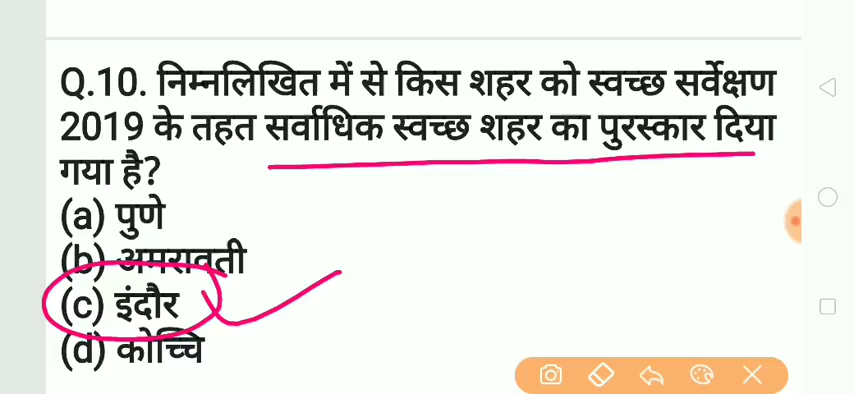 Q.10. निम्नलिखित में से किस शहर को स्वच्छ सर्वेक्षण
2019 के तहत सर्वाधिक स्वच्छ शहर का पुरस्कार दिया
गया है?
(a) पुणे
(b) अमरावती
(c) इंदौर
(d) कोच्चि